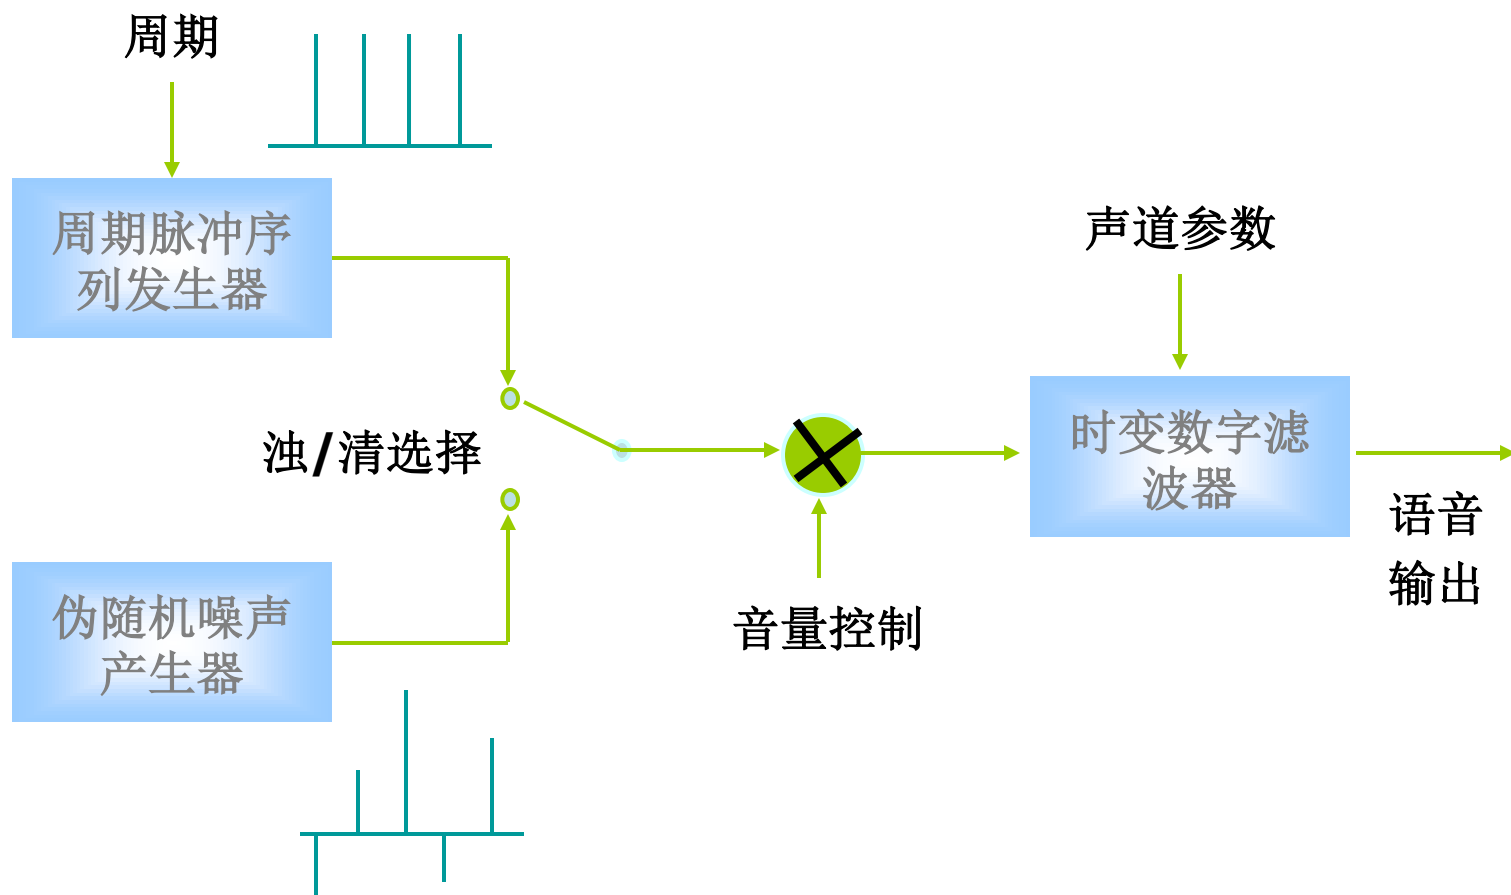 周期
周期脉冲序
列发生器
声道参数
浊/清选择
时变数字滤
波器
语音
输出
伪随机噪声
产生器
音量控制